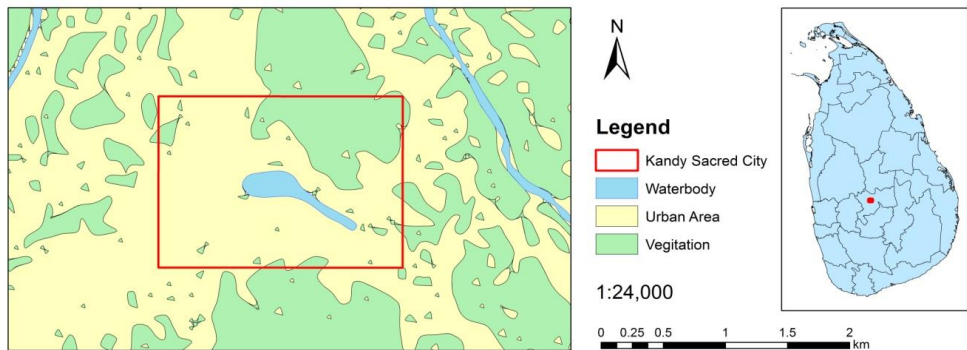 N
Legend
Kandy Sacred City
Waterbody
Urban Area
Vegitation
1:24,000
0 0.25 0.5 1 1.5 2
km